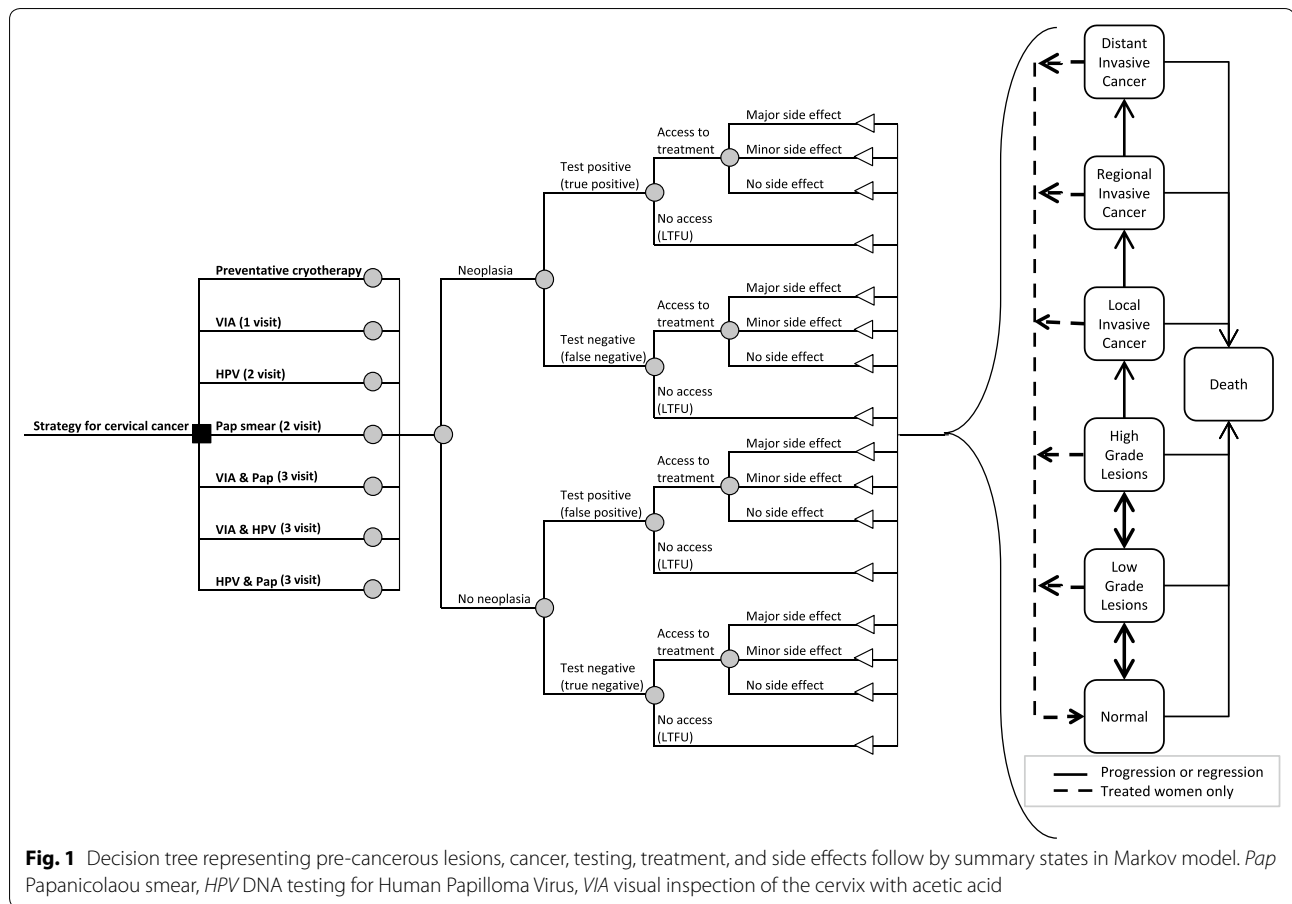 Strategy for cervical cancer
Preventative cryotherapy
VIA (1 visit)
HPV (2 visit)
Pap smear (2 visit)
VIA & Pap (3 visit)
VIA & HPV (3 visit)
HPV & Pap (3 visit)
Neoplasia
No neoplasia
Test positive
(true positive)
Access to
treatment
Major side effect
Minor side effect
No side effect
No access
(LTFU)
Test negative
(false negative)
Access to
treatment
Major side effect
Minor side effect
No side effect
No access
(LTFU)
Test positive
(false positive)
Access to
treatment
Major side effect
Minor side effect
No side effect
No access
(LTFU)
Test negative
(true negative)
Access to
treatment
Major side effect
Minor side effect
No side effect
No access
(LTFU)
Distant
Invasive
Cancer
Regional
Invasive
Cancer
Local
Invasive
Cancer
Death
High
Grade
Lesions
Low
Grade
Lesions
Normal
Progression or regression
Treated women only
Fig. 1 Decision tree representing pre-cancerous lesions, cancer, testing, treatment, and side effects follow by summary states in Markov model. Pap
Papanicolaou smear, HPV DNA testing for Human Papilloma Virus, VIA visual inspection of the cervix with acetic acid